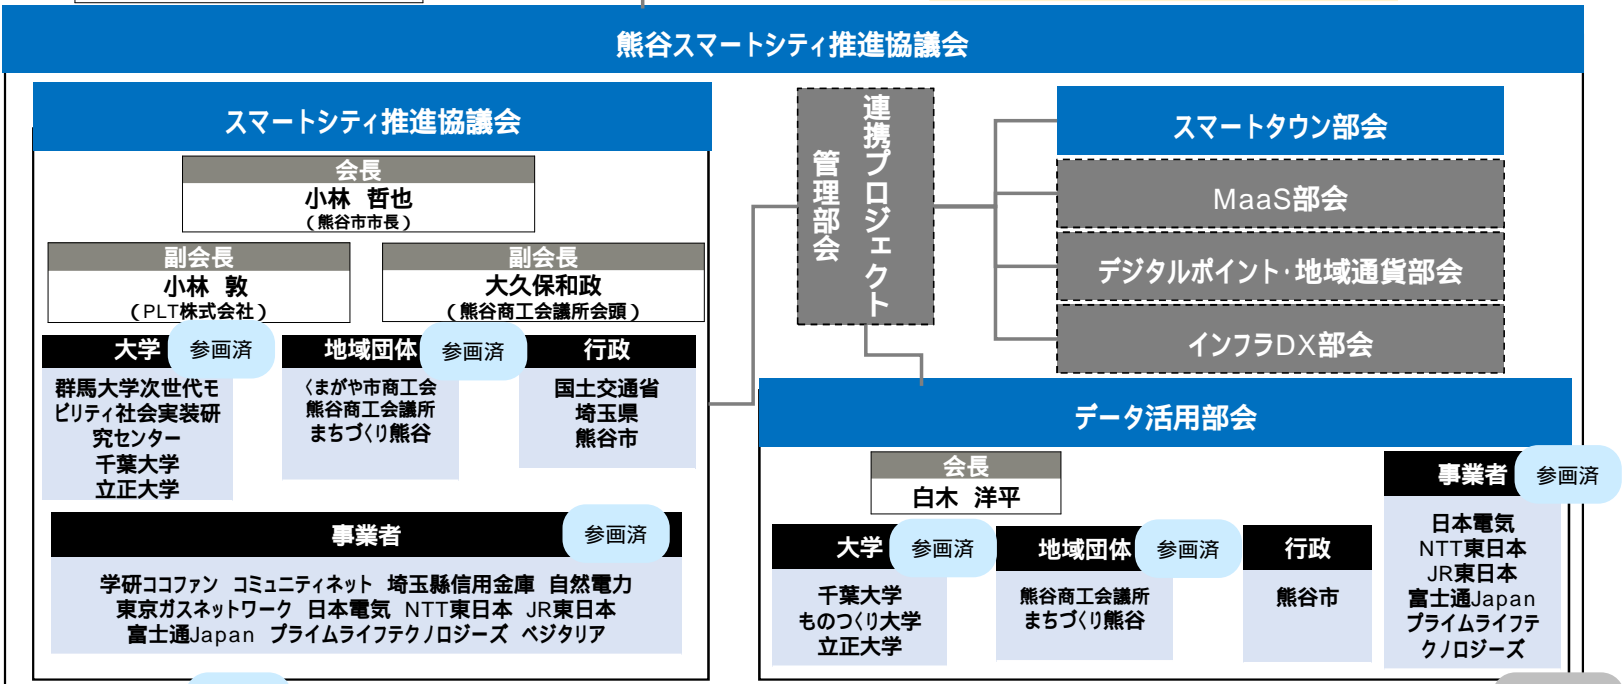 熊谷スマートシティ推進協議会
スマートシティ推進協議会
会長
小林 哲也
（熊谷市市長）
副会長
小林 敦
（PLT株式会社）
副会長
大久保和政
（熊谷商工会議所会頭）
大学
参画済
群馬大学次世代モ
ビリティ社会実装研
究センター
千葉大学
立正大学
地域団体
参画済
くまがや市商工会
熊谷商工会議所
まちづくり熊谷
行政
国土交通省
埼玉県
熊谷市
事業者
参画済
学研ココファン コミュニティネット 埼玉縣信用金庫 自然電力
東京ガスネットワーク 日本電気 NTT東日本 JR東日本
富士通Japan プライムライフテクノロジーズ ベジタリア
連携プロジェクト
管理部会
スマートタウン部会
MaaS部会
デジタルポイント・地域通貨部会
インフラDX部会
データ活用部会
会長
白木 洋平
大学
参画済
千葉大学
ものつくり大学
立正大学
地域団体
参画済
熊谷商工会議所
まちづくり熊谷
行政
熊谷市
事業者
参画済
日本電気
NTT東日本
JR東日本
富士通Japan
プライムライフテ
クノロジーズ